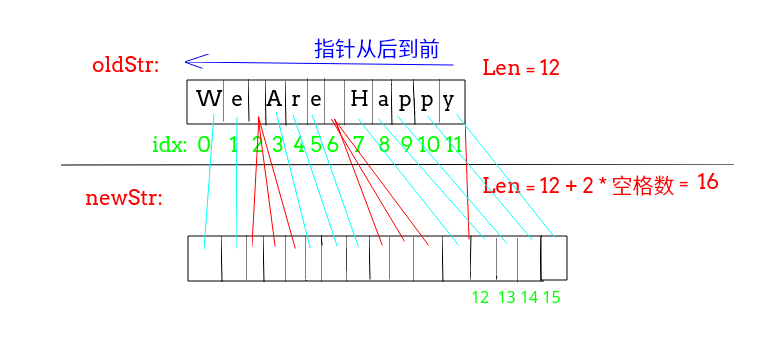 指针从后到前
oldStr:
Len = 12
W e A r e H a p p y
idx: 0 1 2 3 4 5 6 7 8 9 10 11
Len = 12 + 2 * 空格数 = 16
newStr:
12 13 14 15